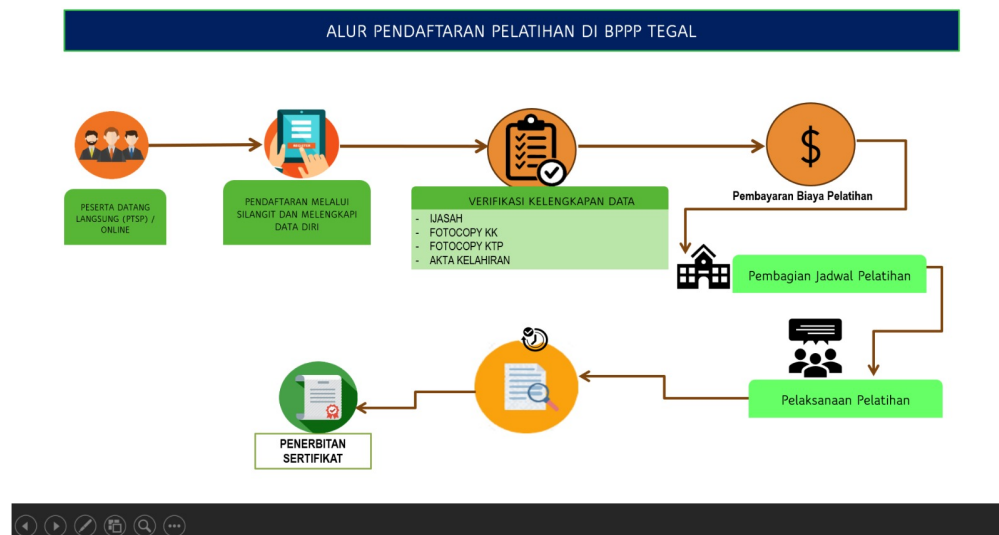 ALUR PENDAFTARAN PELATIHAN DI BPPP TEGAL
PESERTA DATANG
LANGSUNG (PTSP) /
ONLINE
PENDAFTARAN MELALUI
SILANGIT DAN MELENGKAPI
DATA DIRI
VERIFIKASI KELENGKAPAN DATA
- IJASAH
- FOTOCOPY KK
- FOTOCOPY KTP
- AKTA KELAHIRAN
$
Pembayaran Biaya Pelatihan
Pembagian Jadwal Pelatihan
Pelaksanaan Pelatihan
PENERBITAN
SERTIFIKAT